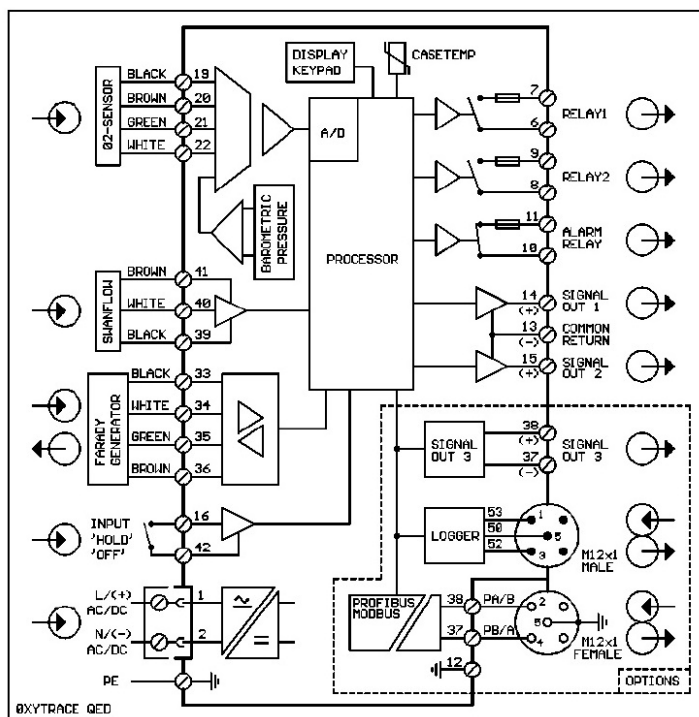 BLACK 19
BROWN 20
GREEN 21
WHITE 22
O2-SENSOR
DISPLAY
KEYPAD
CASETEMP
A/D
PROCESSOR
BAROMETRIC
PRESSURE
BROWN 41
WHITE 40
BLACK 39
SWANFLOW
BLACK 33
WHITE 34
GREEN 35
BROWN 36
FARADY
GENERATOR
INPUT 16
'HOLD'
'OFF' 42
L/(+) 1
AC/DC
N/(-) 2
AC/DC
PE
7
6 RELAY1
9
8 RELAY2
11 ALARM
10 RELAY
14 SIGNAL
(+) OUT 1
13 COMMON
(-) RETURN
15 SIGNAL
(+) OUT 2
SIGNAL
OUT 3
38 SIGNAL
(+) OUT 3
37
(-)
LOGGER
53 1
50 5
52 3
M12x1
MALE
PROFIBUS
MODBUS
38 PA/B 2
5
37 PB/A 4
M12x1
FEMALE
12
OPTIONS
OXYTRACE QED